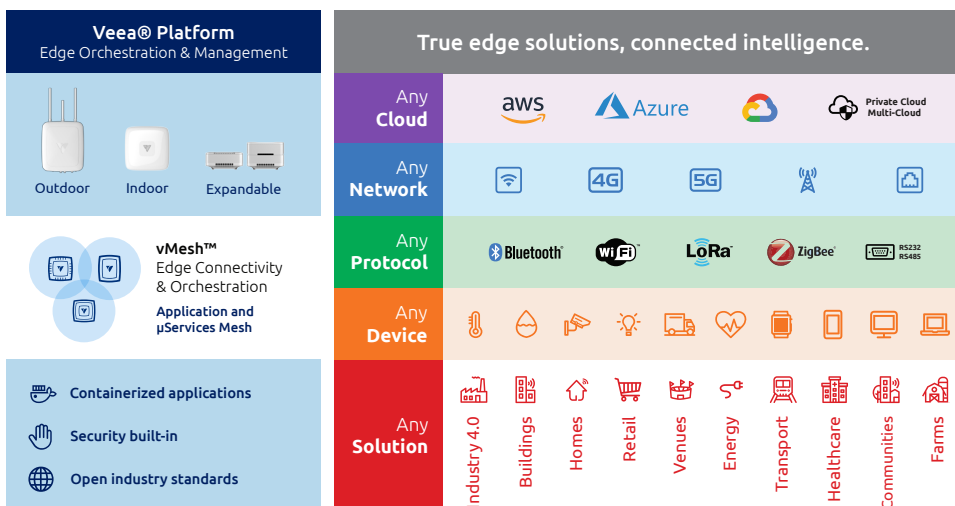 Veea® Platform
Edge Orchestration & Management
Outdoor
Indoor
Expandable
vMesh™
Edge Connectivity
& Orchestration
Application and
µServices Mesh
Containerized applications
Security built-in
Open industry standards
True edge solutions, connected intelligence.
Any
Cloud
aws
Azure
Private Cloud
Multi-Cloud
Any
Network
4G
5G
Any
Protocol
Bluetooth®
WiFi
LoRa™
ZigBee®
RS232
RS485
Any
Device
Any
Solution
Industry 4.0
Buildings
Homes
Retail
Venues
Energy
Transport
Healthcare
Communities
Farms